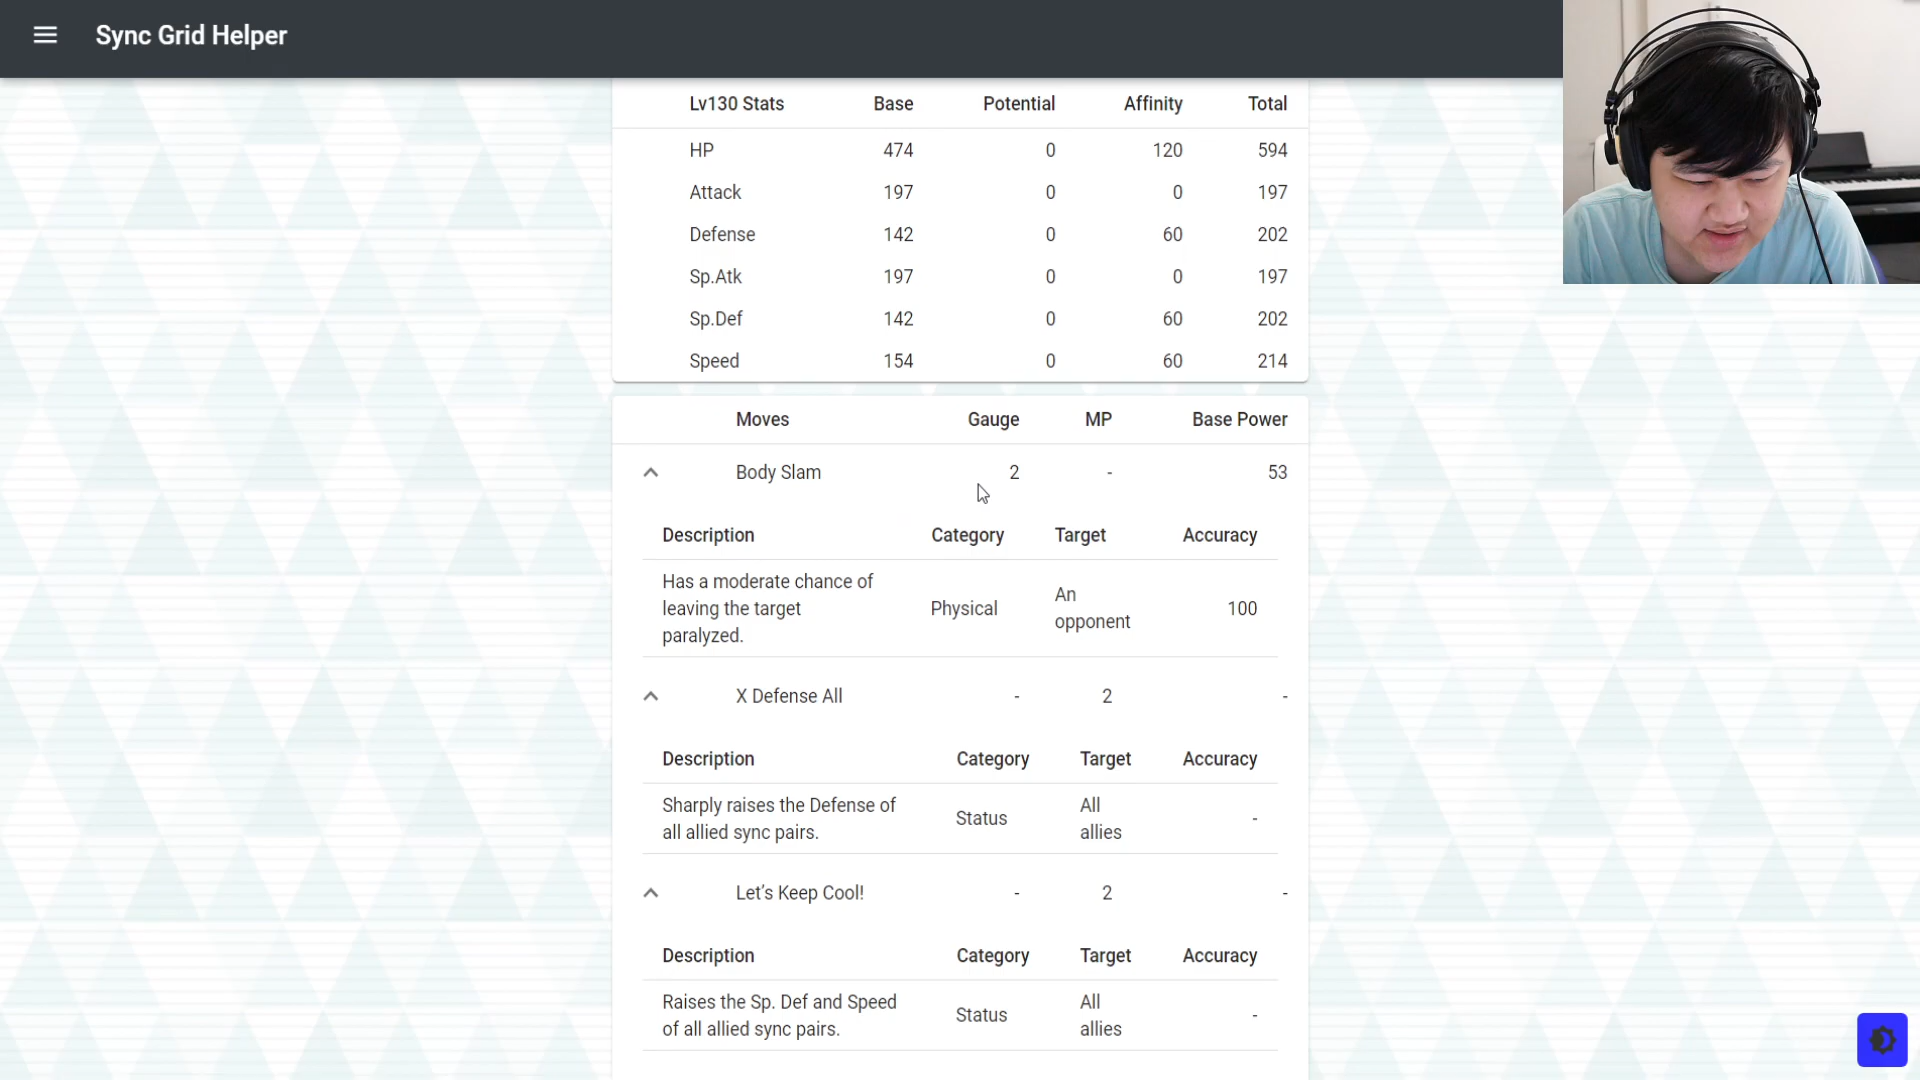 Sync Grid Helper
Lv130 Stats Base Potential Affinity Total
HP 474 0 120 594
Attack 197 0 0 197
Defense 142 0 60 202
Sp.Atk 197 0 0 197
Sp.Def 142 0 60 202
Speed 154 0 60 214
Moves Gauge MP Base Power
Body Slam 2 - 53
Description Category Target Accuracy
Has a moderate chance of
leaving the target
paralyzed.
Physical
An
opponent
100
X Defense All - 2 -
Description Category Target Accuracy
Sharply raises the Defense of
all allied sync pairs.
Status
All
allies
-
Let’s Keep Cool! - 2 -
Description Category Target Accuracy
Raises the Sp. Def and Speed
of all allied sync pairs.
Status
All
allies
-